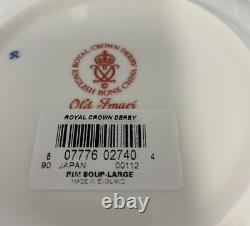 ROYAL CROWN DERBY
ENGLISH BONE CHINA
©
Old Imari
ROYAL CROWN DERBY
8 07776 02740 4
90 JAPAN 00112
RIM SOUP-LARGE
MADE IN ENGLAND